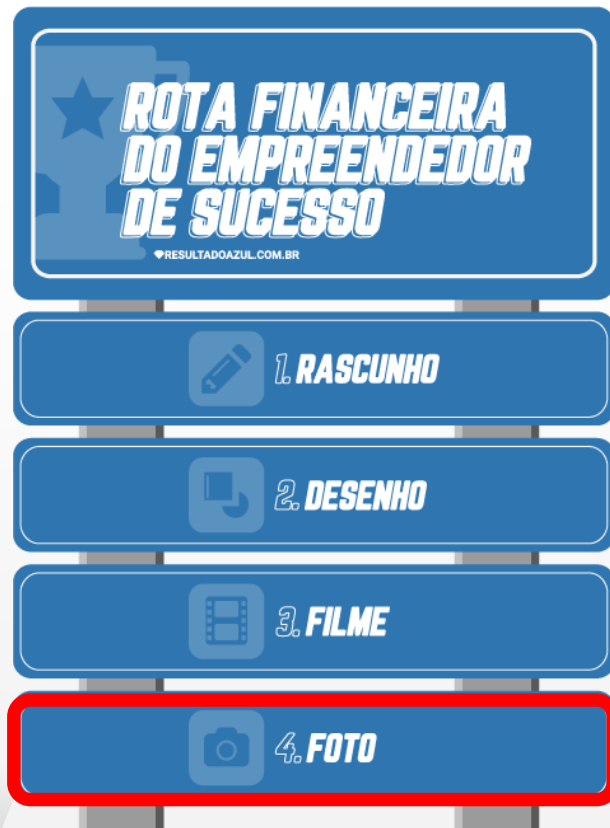 ROTA FINANCEIRA
DO EMPREENDEDOR
DE SUCESSO
RESULTADOAZUL.COM.BR
1. RASCUNHO
2. DESENHO
3. FILME
4. FOTO